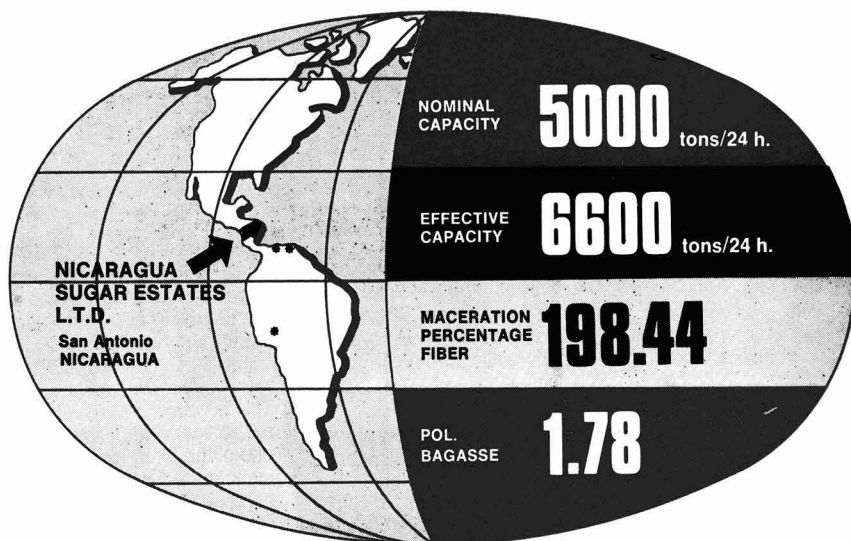 NICARAGUA
SUGAR ESTATES
L.T.D.
San Antonio
NICARAGUA
NOMINAL
CAPACITY
5000 tons/24 h.
EFFECTIVE
CAPACITY
6600 tons/24 h.
MACERATION
PERCENTAGE
FIBER
198.44
POL.
BAGASSE
1.78